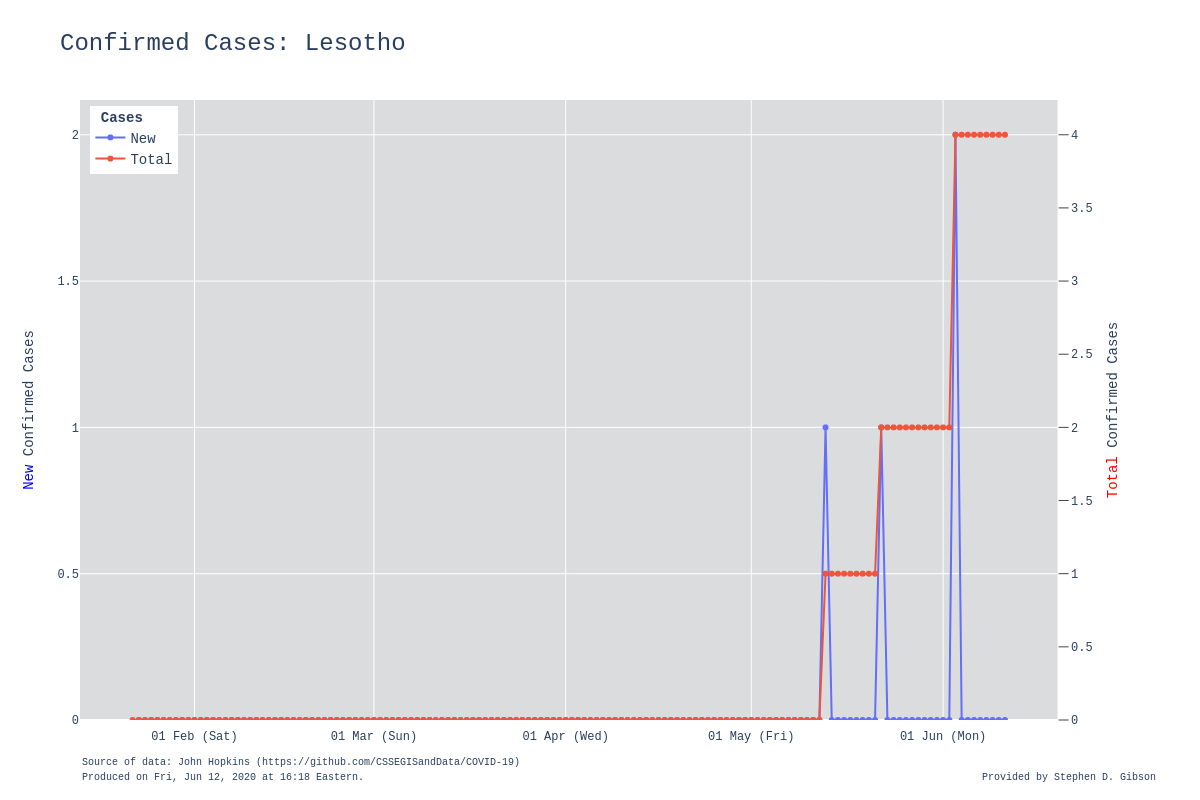 Confirmed Cases: Lesotho
Cases
New
Total
2
1.5
1
0.5
0
4
3.5
3
2.5
2
1.5
1
0.5
0
New Confirmed Cases
Total Confirmed Cases
01 Feb (Sat)
01 Mar (Sun)
01 Apr (Wed)
01 May (Fri)
01 Jun (Mon)
Source of data: John Hopkins (https://github.com/CSSEGISandData/COVID-19)
Produced on Fri, Jun 12, 2020 at 16:18 Eastern.
Provided by Stephen D. Gibson